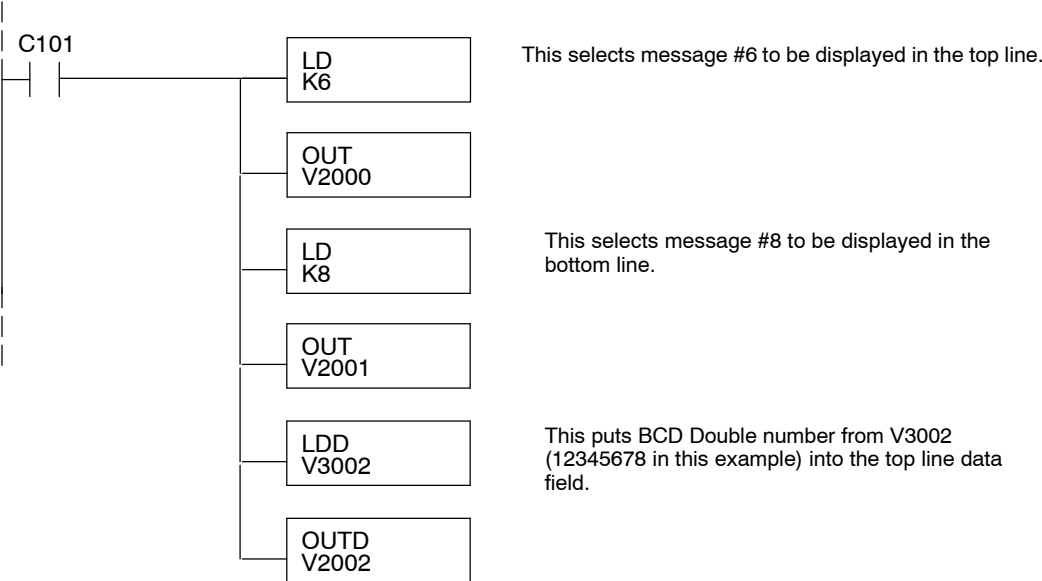 C101
LD
K6
This selects message #6 to be displayed in the top line.
OUT
V2000
LD
K8
This selects message #8 to be displayed in the
bottom line.
OUT
V2001
LDD
V3002
This puts BCD Double number from V3002
(12345678 in this example) into the top line data
field.
OUTD
V2002